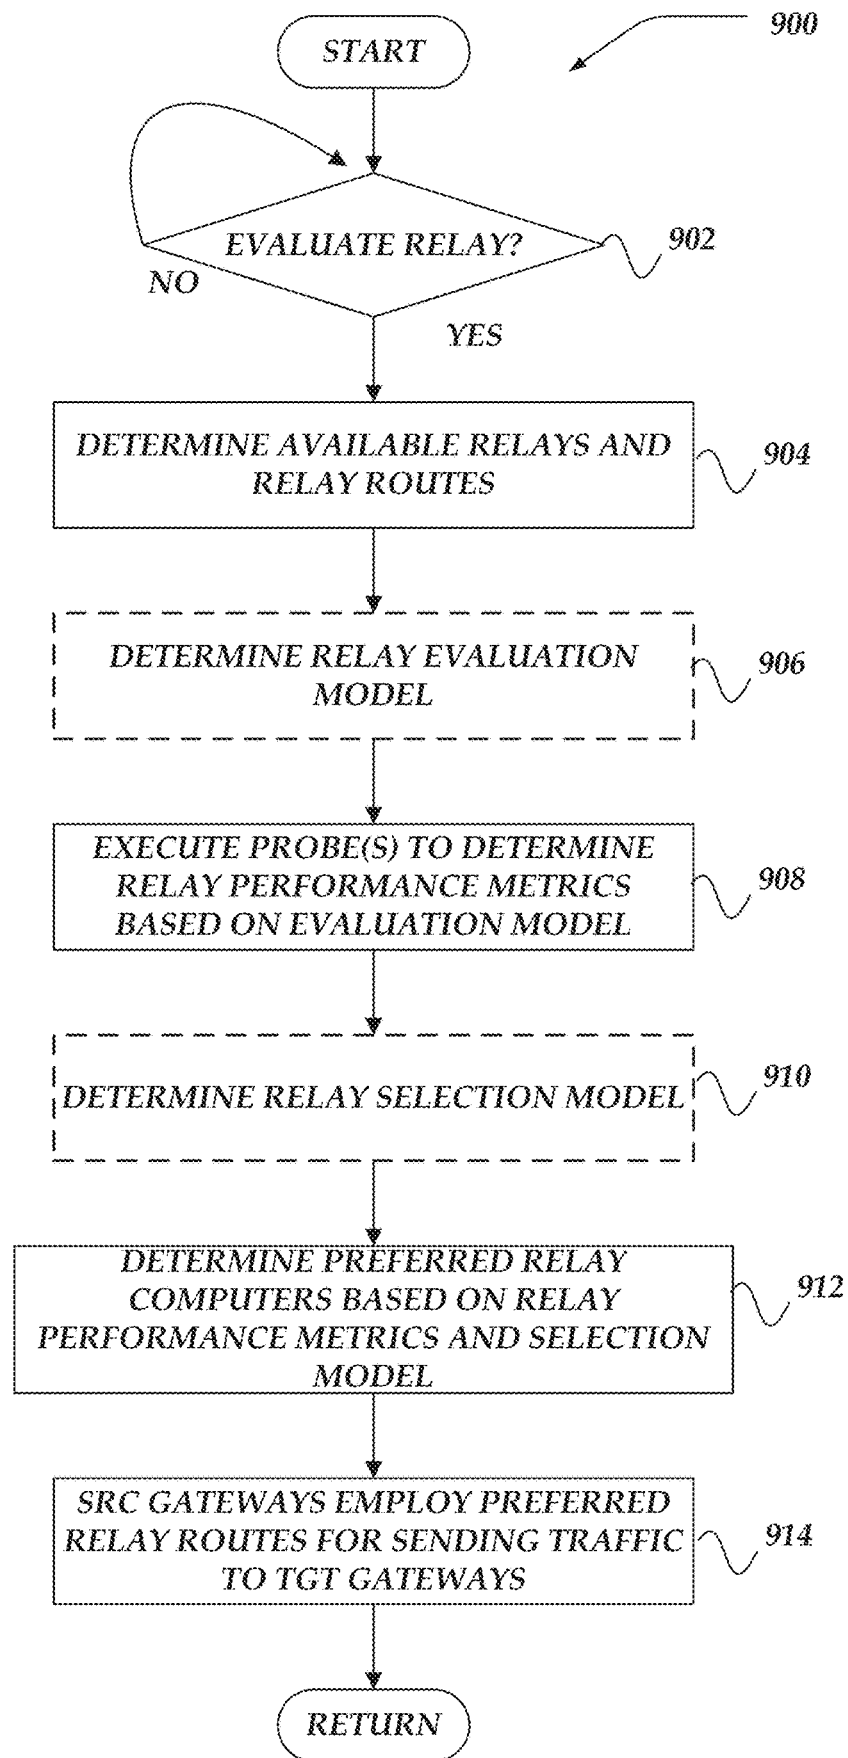 900
START
EVALUATE RELAY?
902
NO
YES
DETERMINE AVAILABLE RELAYS AND
RELAY ROUTES
904
DETERMINE RELAY EVALUATION
MODEL
906
EXECUTE PROBE(S) TO DETERMINE
RELAY PERFORMANCE METRICS
BASED ON EVALUATION MODEL
908
DETERMINE RELAY SELECTION MODEL
910
DETERMINE PREFERRED RELAY
COMPUTERS BASED ON RELAY
PERFORMANCE METRICS AND SELECTION
MODEL
912
SRC GATEWAYS EMPLOY PREFERRED
RELAY ROUTES FOR SENDING TRAFFIC
TO TGT GATEWAYS
914
RETURN